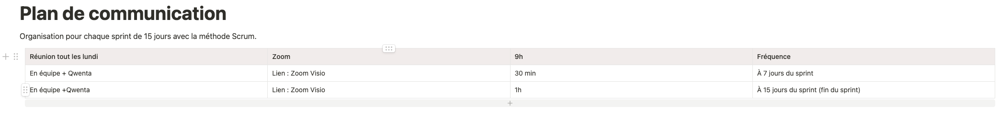 Plan de communication
Organisation pour chaque sprint de 15 jours avec la méthode Scrum.
Réunion tout les lundi Zoom 9h Fréquence
En équipe + Qwenta Lien : Zoom Visio 30 min À 7 jours du sprint
En équipe +Qwenta Lien : Zoom Visio 1h À 15 jours du sprint (fin du sprint)